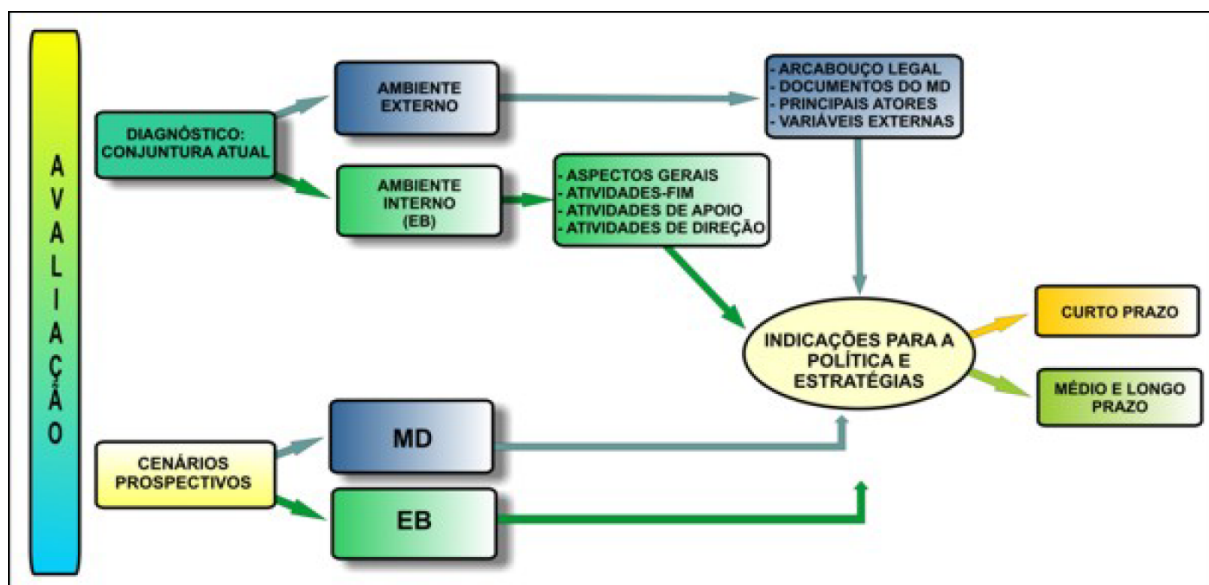 AVALIAÇÃO
DIAGNÓSTICO:
CONJUNTURA ATUAL
AMBIENTE
EXTERNO
- ARCABOUÇO LEGAL
- DOCUMENTOS DO MD
- PRINCIPAIS ATORES
- VARIÁVEIS EXTERNAS
AMBIENTE
INTERNO
(EB)
- ASPECTOS GERAIS
- ATIVIDADES-FIM
- ATIVIDADES DE APOIO
- ATIVIDADES DE DIREÇÃO
INDICAÇÕES PARA A
POLÍTICA E
ESTRATÉGIAS
CURTO PRAZO
MÉDIO E LONGO
PRAZO
CENÁRIOS
PROSPECTIVOS
MD
EB